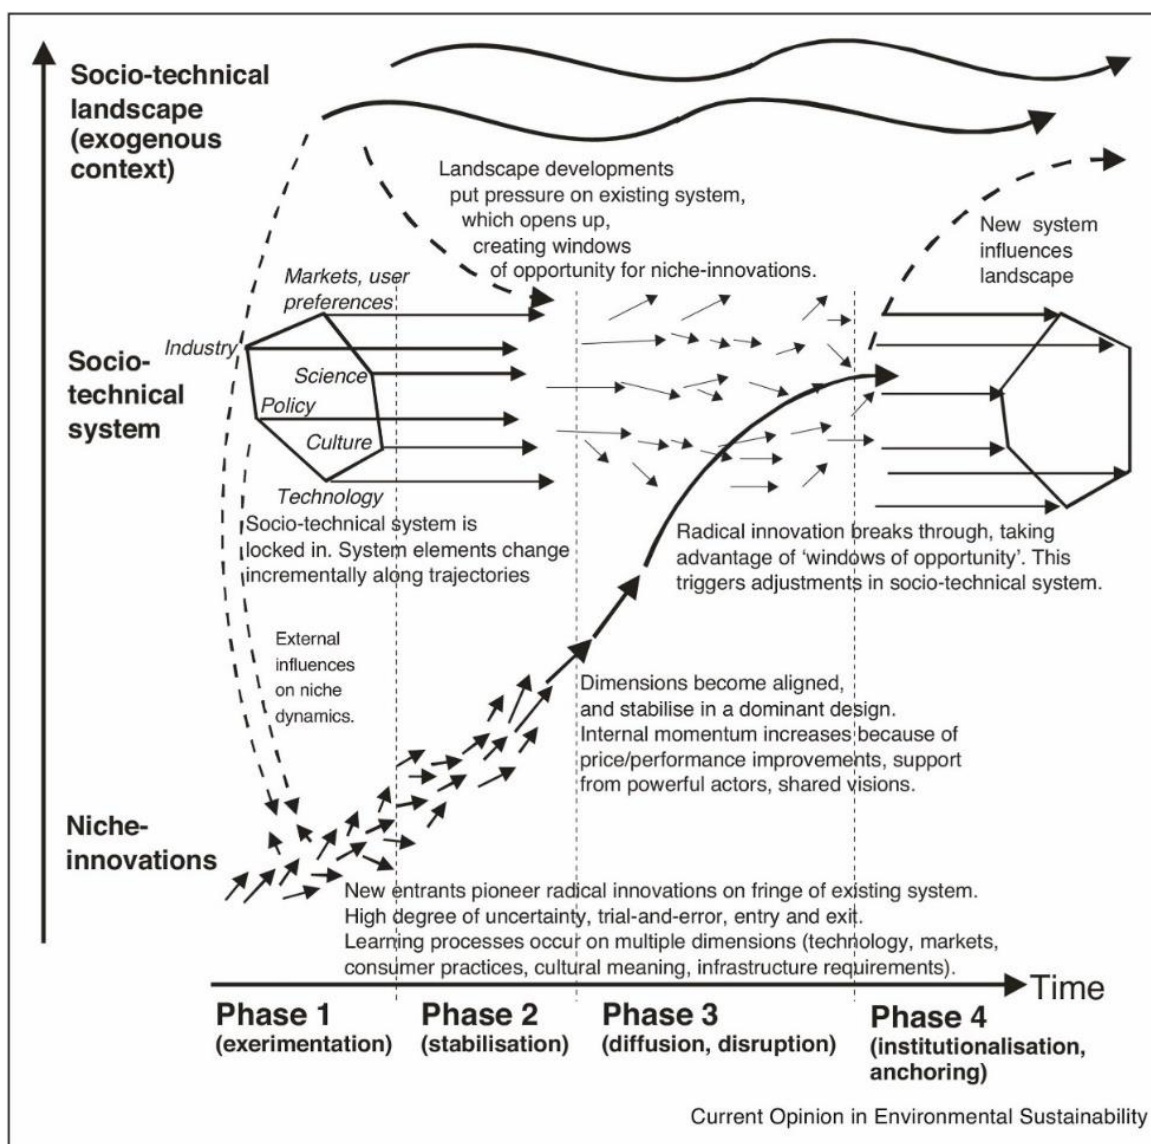 Socio-technical
landscape
(exogenous
context)
Landscape developments
put pressure on existing system,
which opens up,
creating windows
of opportunity for niche-innovations.
New system
influences
landscape
Markets, user
preferences
Industry
Science
Policy
Culture
Technology
Socio-
technical
system
Socio-technical system is
locked in. System elements change
incrementally along trajectories
Radical innovation breaks through, taking
advantage of ‘windows of opportunity’. This
triggers adjustments in socio-technical system.
External
influences
on niche
dynamics.
Dimensions become aligned,
and stabilise in a dominant design.
Internal momentum increases because of
price/performance improvements, support
from powerful actors, shared visions.
Niche-
innovations
New entrants pioneer radical innovations on fringe of existing system.
High degree of uncertainty, trial-and-error, entry and exit.
Learning processes occur on multiple dimensions (technology, markets,
consumer practices, cultural meaning, infrastructure requirements).
Time
Phase 1
(exerimentation)
Phase 2
(stabilisation)
Phase 3
(diffusion, disruption)
Phase 4
(institutionalisation,
anchoring)
Current Opinion in Environmental Sustainability